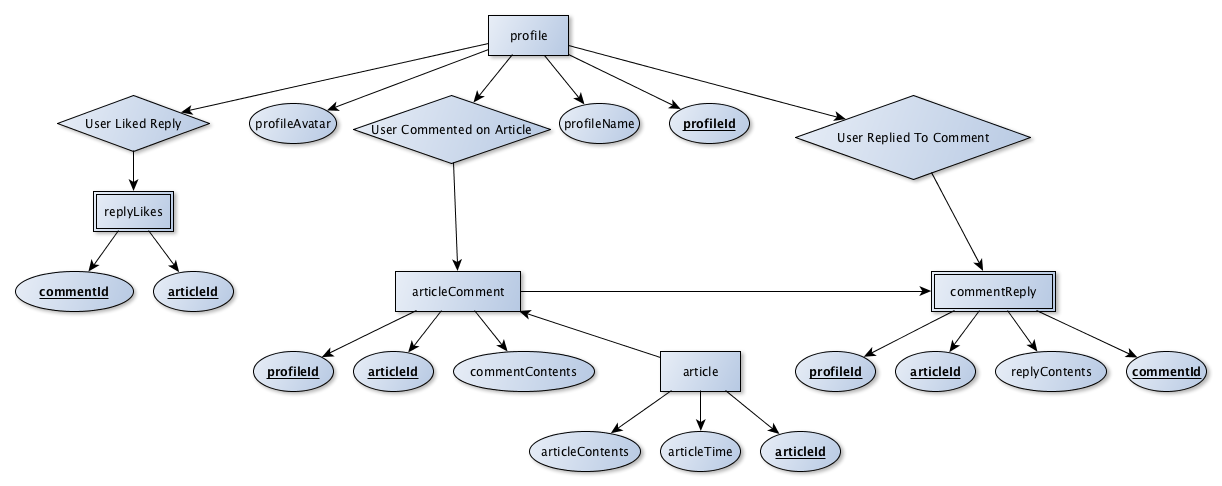 profile
User Liked Reply
profileAvatar
User Commented on Article
profileName
profileId
User Replied To Comment
replyLikes
commentId
articleId
articleComment
commentReply
profileId
articleId
commentContents
article
profileId
articleId
replyContents
commentId
articleContents
articleTime
articleId